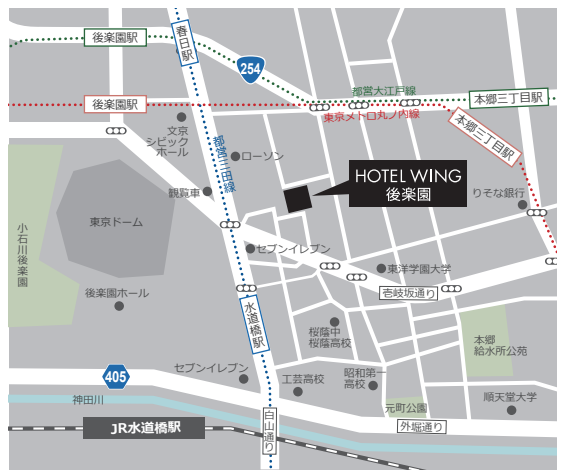 後楽園駅
春日駅
254
後楽園駅
都営大江戸線
本郷三丁目駅
東京メトロ丸ノ内線
本郷三丁目駅
文京
シビック
ホール
都営三田線
ローソン
HOTEL WING
後楽園
りそな銀行
観覧車
東京ドーム
小石川後楽園
セブンイレブン
東洋学園大学
壱岐坂通り
後楽園ホール
水道橋駅
桜蔭中
桜蔭高校
本郷
給水所公苑
405
セブンイレブン
工芸高校
昭和第一
高校
神田川
元町公園
順天堂大学
JR水道橋駅
白山通り
外堀通り